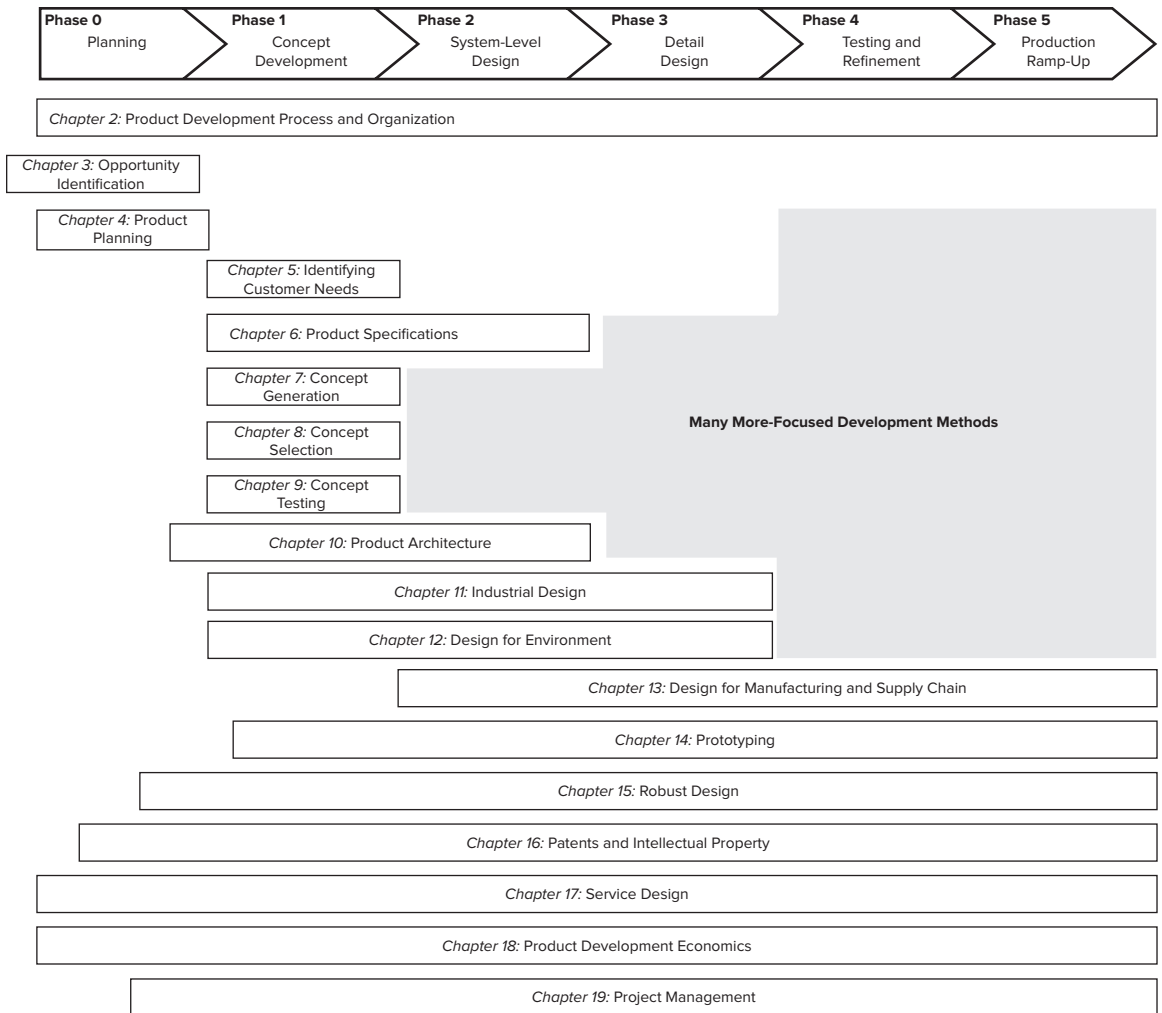 Phase 0
Planning
Phase 1
Concept
Development
Phase 2
System-Level
Design
Phase 3
Detail
Design
Phase 4
Testing and
Refinement
Phase 5
Production
Ramp-Up
Chapter 2: Product Development Process and Organization
Chapter 3: Opportunity
Identification
Chapter 4: Product
Planning
Chapter 5: Identifying
Customer Needs
Chapter 6: Product Specifications
Chapter 7: Concept
Generation
Many More-Focused Development Methods
Chapter 8: Concept
Selection
Chapter 9: Concept
Testing
Chapter 10: Product Architecture
Chapter 11: Industrial Design
Chapter 12: Design for Environment
Chapter 13: Design for Manufacturing and Supply Chain
Chapter 14: Prototyping
Chapter 15: Robust Design
Chapter 16: Patents and Intellectual Property
Chapter 17: Service Design
Chapter 18: Product Development Economics
Chapter 19: Project Management